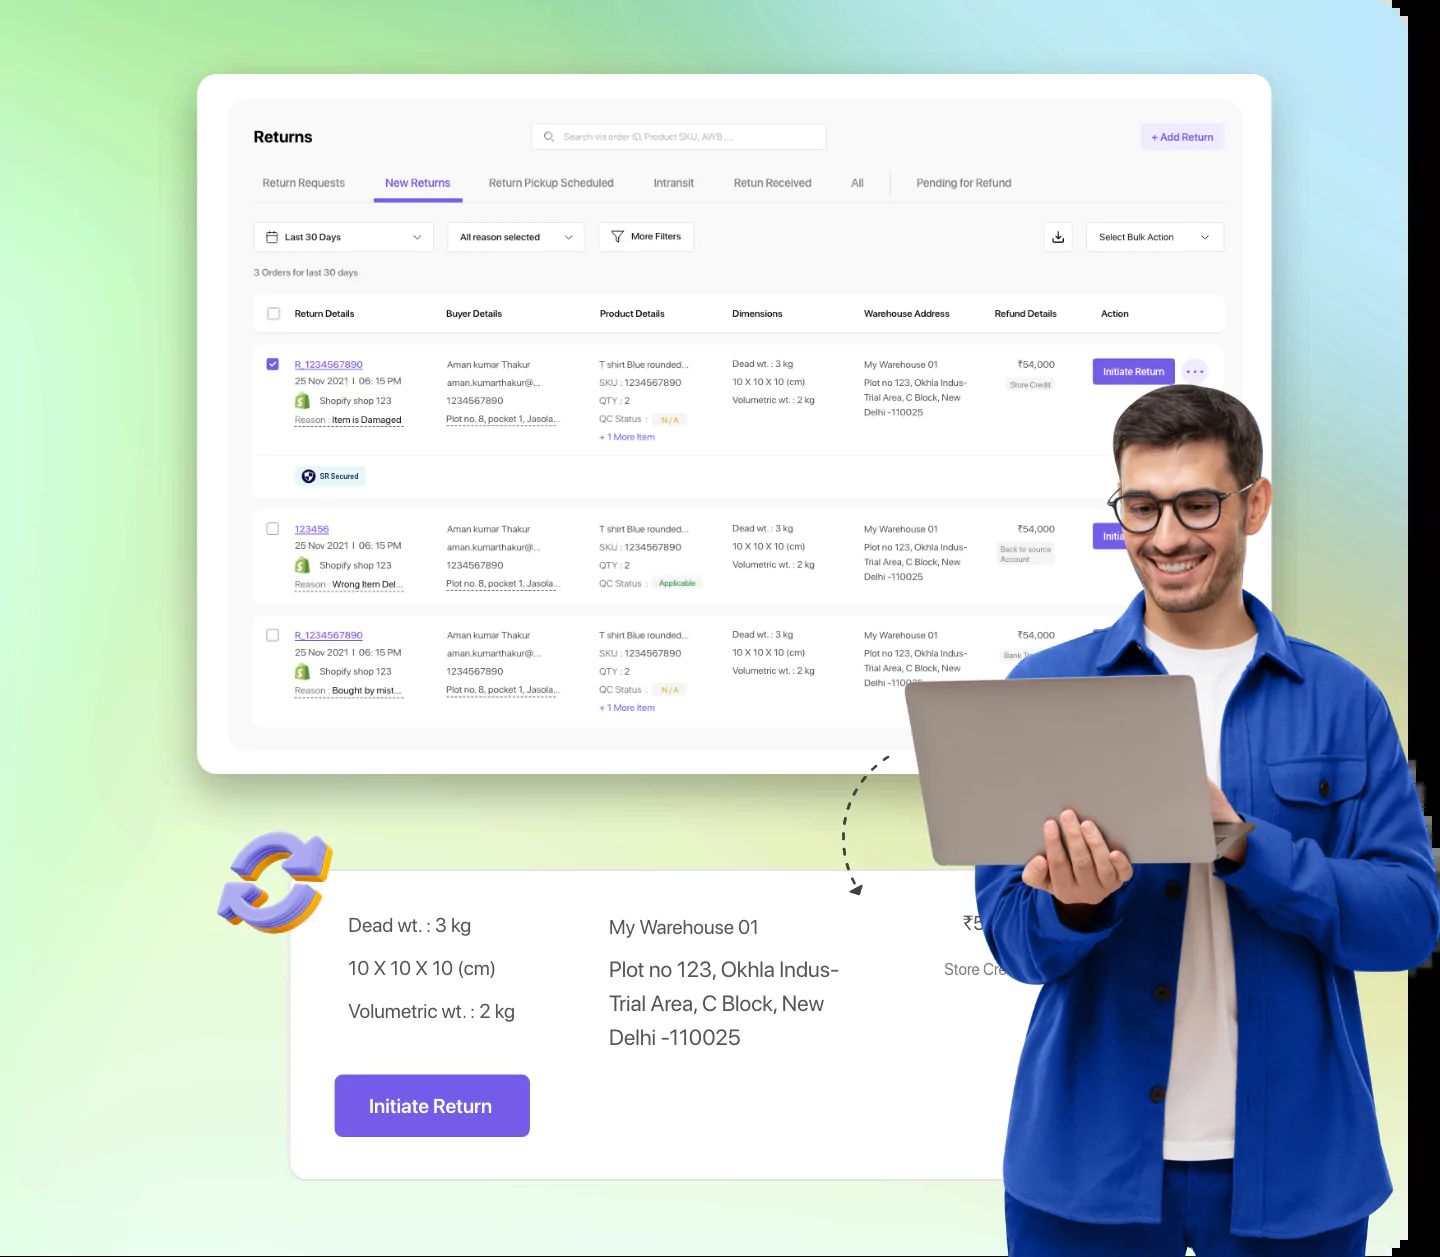 Returns
Search via order ID, Product SKU, AWB ....
+ Add Return
Return Requests
New Returns
Return Pickup Scheduled
Intransit
Retun Received
All
Pending for Refund
Last 30 Days
All reason selected
More Filters
Select Bulk Action
3 Orders for last 30 days
Return Details
Buyer Details
Product Details
Dimensions
Warehouse Address
Refund Details
Action
R_1234567890
25 Nov 2021 I 06: 15 PM
Shopify shop 123
Reason : Item is Damaged
Aman kumar Thakur
aman.kumarthakur@...
1234567890
Plot no. 8, pocket 1, Jasola...
T shirt Blue rounded...
SKU : 1234567890
QTY : 2
QC Status : N/A
+ 1 More Item
Dead wt. : 3 kg
10 X 10 X 10 (cm)
Volumetric wt. : 2 kg
My Warehouse 01
Plot no 123, Okhla Indus-
Trial Area, C Block, New
Delhi -110025
₹54,000
Store Credit
Initiate Return
SR Secured
123456
25 Nov 2021 I 06: 15 PM
Shopify shop 123
Reason : Wrong Item Del...
Aman kumar Thakur
aman.kumarthakur@...
1234567890
Plot no. 8, pocket 1, Jasola...
T shirt Blue rounded...
SKU : 1234567890
QTY : 2
QC Status : Applicable
Dead wt. : 3 kg
10 X 10 X 10 (cm)
Volumetric wt. : 2 kg
My Warehouse 01
Plot no 123, Okhla Indus-
Trial Area, C Block, New
Delhi -110025
₹54,000
Back to source
Account
R_1234567890
25 Nov 2021 I 06: 15 PM
Shopify shop 123
Reason : Bought by mist...
Aman kumar Thakur
aman.kumarthakur@...
1234567890
Plot no. 8, pocket 1, Jasola...
T shirt Blue rounded...
SKU : 1234567890
QTY : 2
QC Status : N/A
+ 1 More Item
Dead wt. : 3 kg
10 X 10 X 10 (cm)
Volumetric wt. : 2 kg
My Warehouse 01
Plot no 123, Okhla Indus-
Trial Area, C Block, New
Delhi -110025
₹54,000
Bank
Dead wt. : 3 kg
10 X 10 X 10 (cm)
Volumetric wt. : 2 kg
My Warehouse 01
Plot no 123, Okhla Indus-
Trial Area, C Block, New
Delhi -110025
₹5
Store
Initiate Return